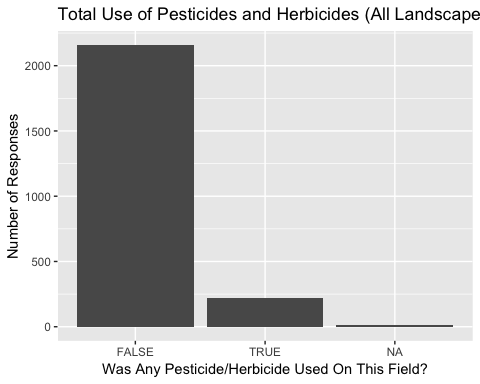 Total Use of Pesticides and Herbicides (All Landscape
2000
1500
1000
500
0
Number of Responses
FALSE TRUE NA
Was Any Pesticide/Herbicide Used On This Field?